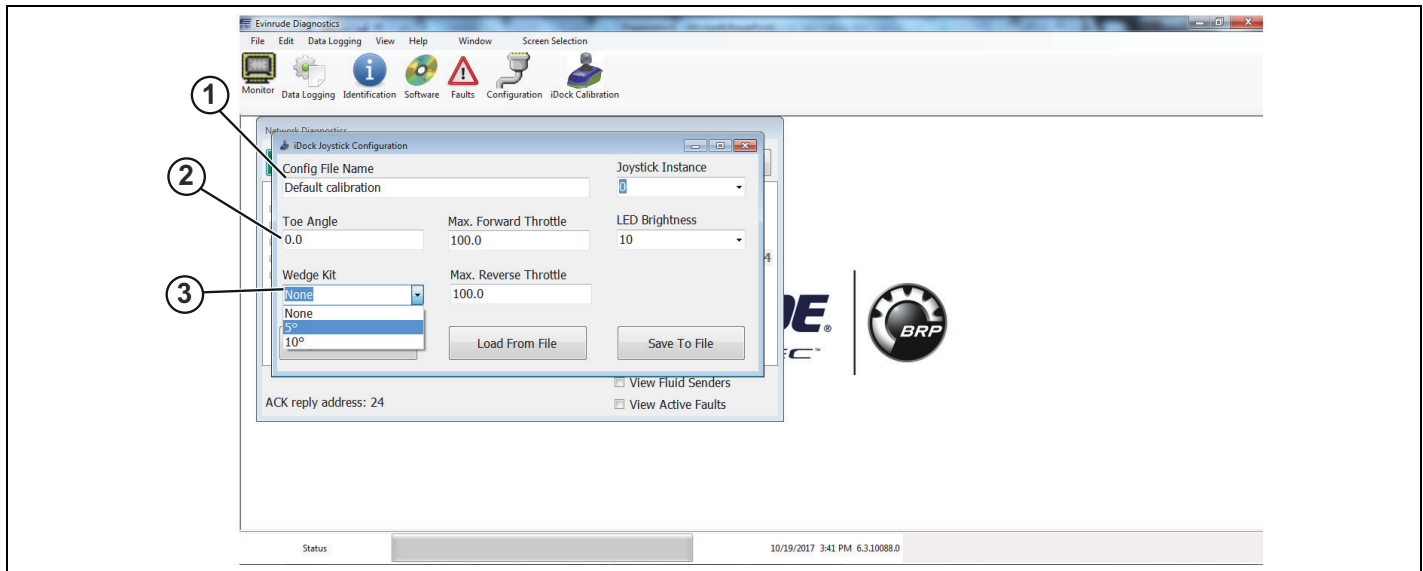 Evinrude Diagnostics
File Edit Data Logging View Help Window Screen Selection
Monitor Data Logging Identification Software Faults Configuration iDock Calibration
1
Network Diagnostics
iDock Joystick Configuration
Config File Name Joystick Instance
2
Default calibration 0
Toe Angle Max. Forward Throttle LED Brightness
0.0 100.0 10
4
Wedge Kit Max. Reverse Throttle
3
None 100.0
None
5°
10°
Load From File Save To File
DE®
BRP
EC™
View Fluid Senders
ACK reply address: 24 View Active Faults
Status 10/19/2017 3:41 PM 6.3.10088.0